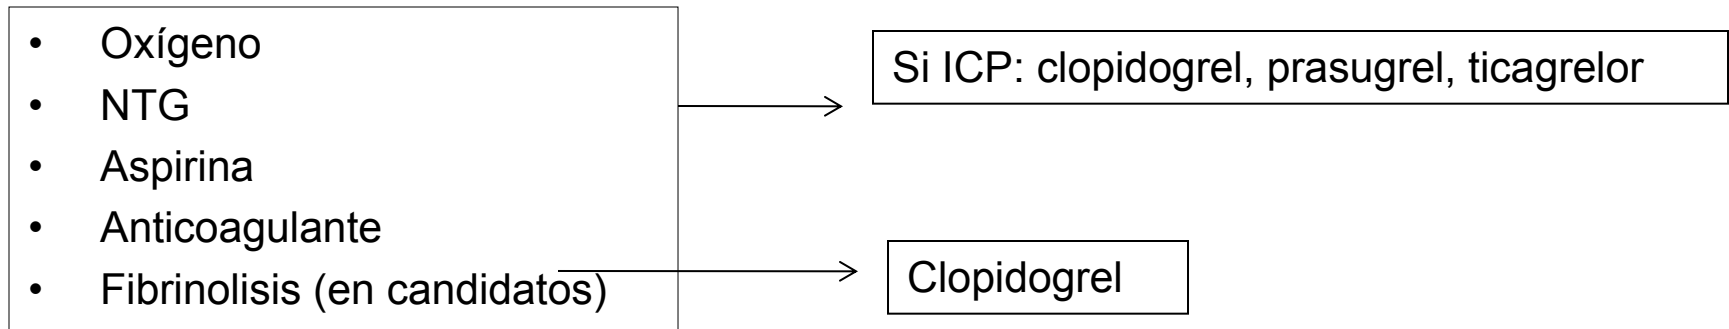 • Oxígeno
• NTG
• Aspirina
• Anticoagulante
• Fibrinolisis (en candidatos)
Si ICP: clopidogrel, prasugrel, ticagrelor
Clopidogrel